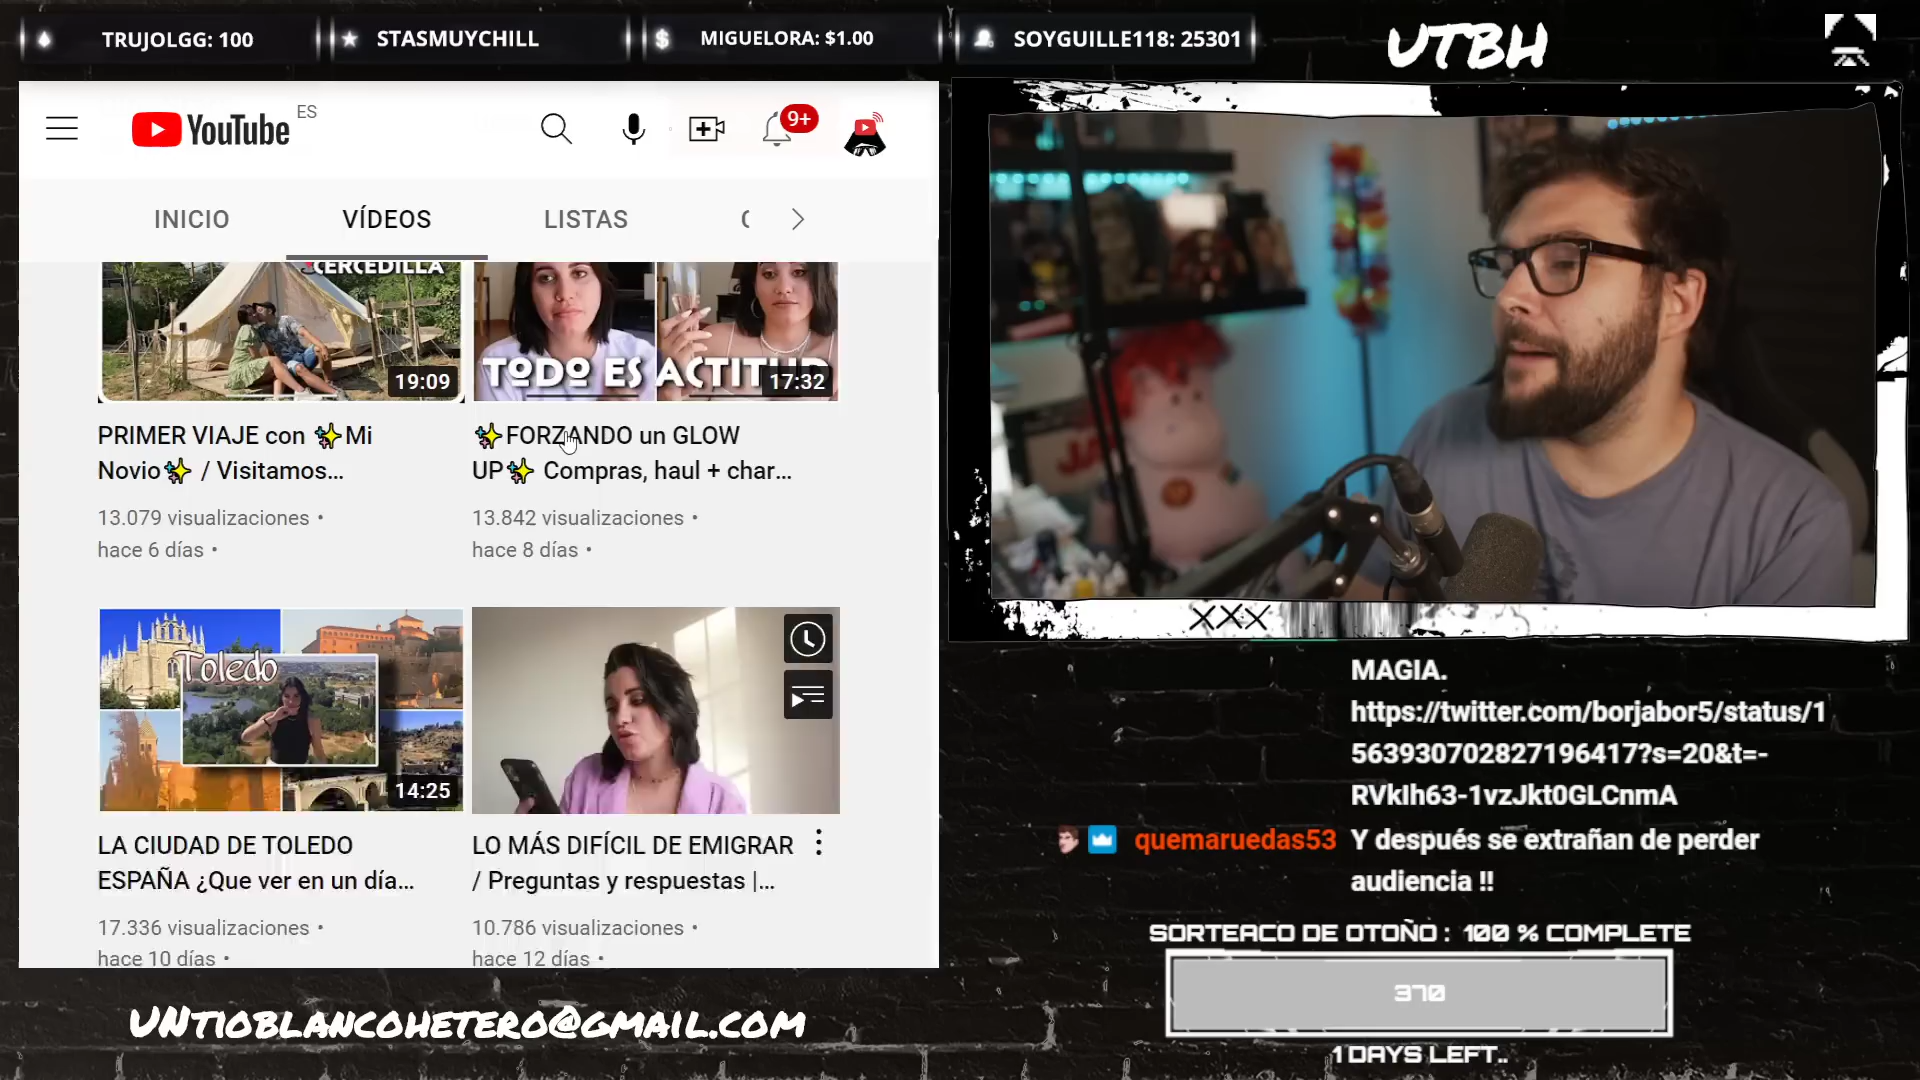 TRUJOLGG: 100
STASMUYCHILL
MIGUELORA: $1.00
SOYGUILLE118: 25301
UTBH
YouTube ES
9+
INICIO
VÍDEOS
LISTAS
CERCEDILLA
19:09
TODO ES ACTITUD
17:32
PRIMER VIAJE con ✨Mi
Novio✨ / Visitamos...
13.079 visualizaciones •
hace 6 días •
✨FORZANDO un GLOW
UP✨ Compras, haul + char...
13.842 visualizaciones •
hace 8 días •
Toledo
14:25
LA CIUDAD DE TOLEDO
ESPAÑA ¿Que ver en un día...
17.336 visualizaciones •
hace 10 días •
LO MÁS DIFÍCIL DE EMIGRAR
/ Preguntas y respuestas |...
10.786 visualizaciones •
hace 12 días •
UNtioblancohetero@gmail.com
XXX
MAGIA.
https://twitter.com/borjabor5/status/1
563930702827196417?s=20&t=-
RVkIh63-1vzJkt0GLCnmA
quemaruedas53 Y después se extrañan de perder
audiencia !!
SORTEACO DE OTOÑO : 100 % COMPLETE
370
1 DAYS LEFT..